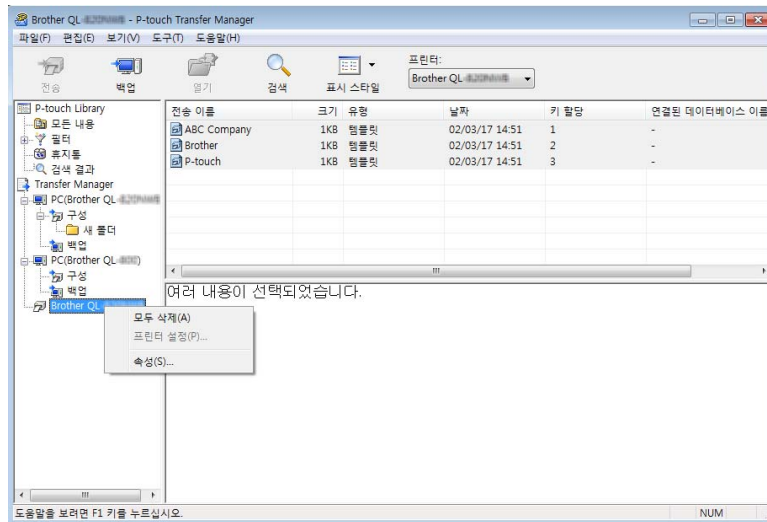 Brother QL - P-touch Transfer Manager
파일(F) 편집(E) 보기(V) 도구(T) 도움말(H)
전송 백업 열기 검색 표시 스타일
프린터:
Brother QL
P-touch Library
모든 내용
필터
휴지통
검색 결과
Transfer Manager
PC(Brother QL
구성
새 폴더
백업
PC(Brother QL )
구성
백업
Brother QL
전송 이름 크기 유형 날짜 키 할당 연결된 데이터베이스 이름
ABC Company 1KB 템플릿 02/03/17 14:51 1 -
Brother 1KB 템플릿 02/03/17 14:51 2 -
P-touch 1KB 템플릿 02/03/17 14:51 3 -
여러 내용이 선택되었습니다.
모두 삭제(A)
프린터 설정(P)...
속성(S)...
도움말을 보려면 F1 키를 누르십시오.
NUM